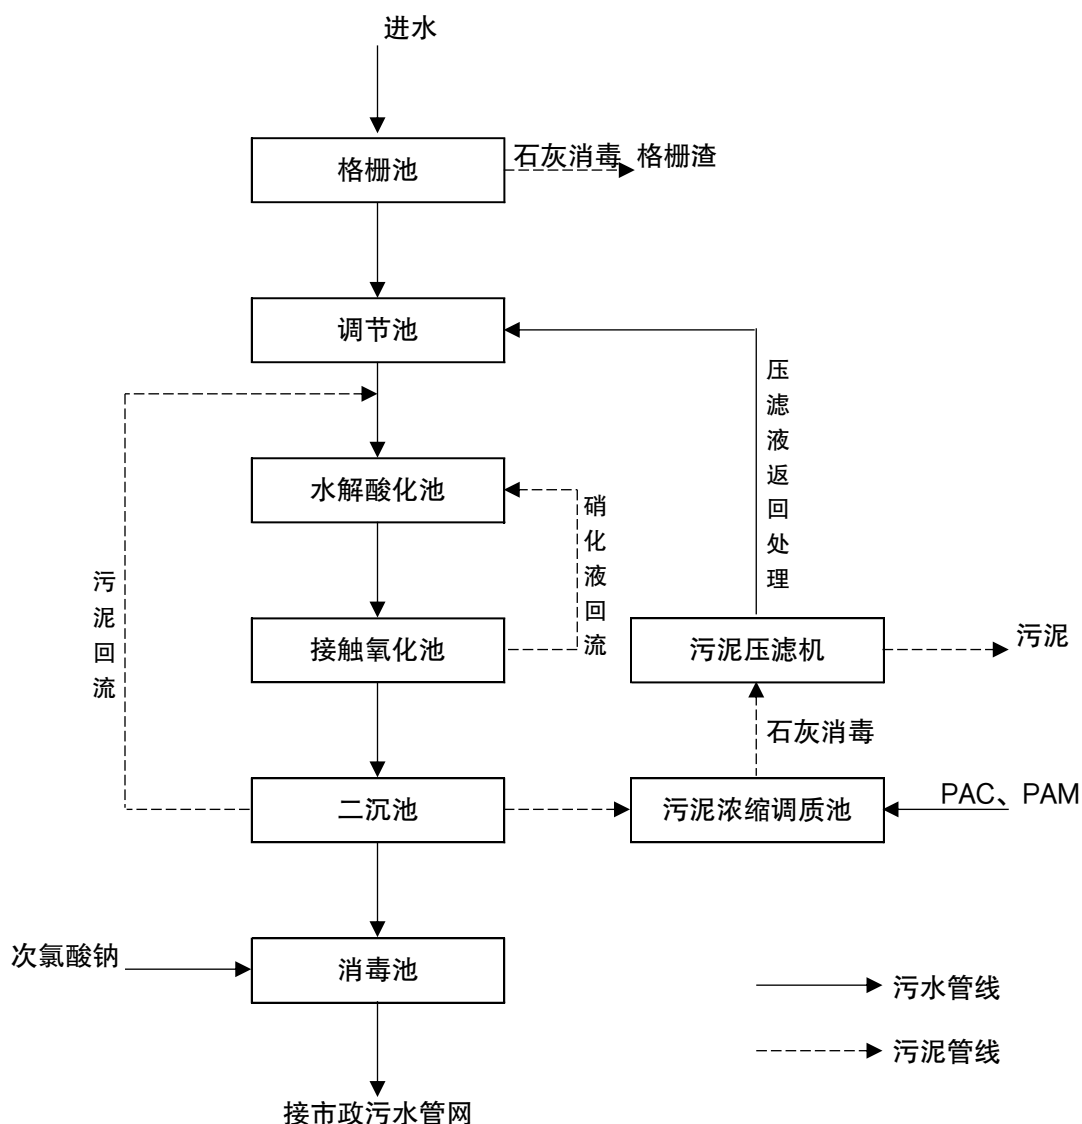 进水
格栅池
石灰消毒
格栅渣
调节池
压滤液返回处理
水解酸化池
硝化液回流
污泥回流
接触氧化池
污泥压滤机
污泥
石灰消毒
二沉池
污泥浓缩调质池
PAC、PAM
次氯酸钠
消毒池
污水管线
污泥管线
接市政污水管网